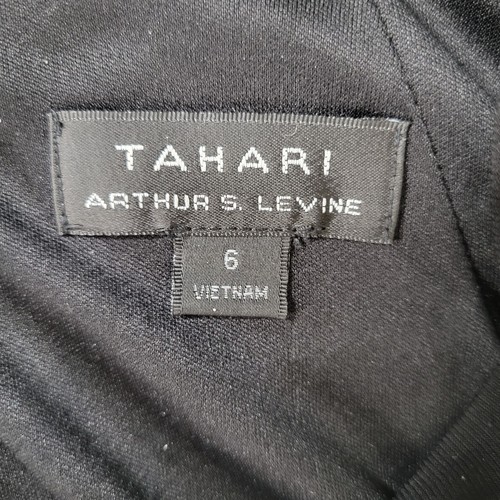 TAHARI
ARTHUR S. LEVINE
6
VIETNAM